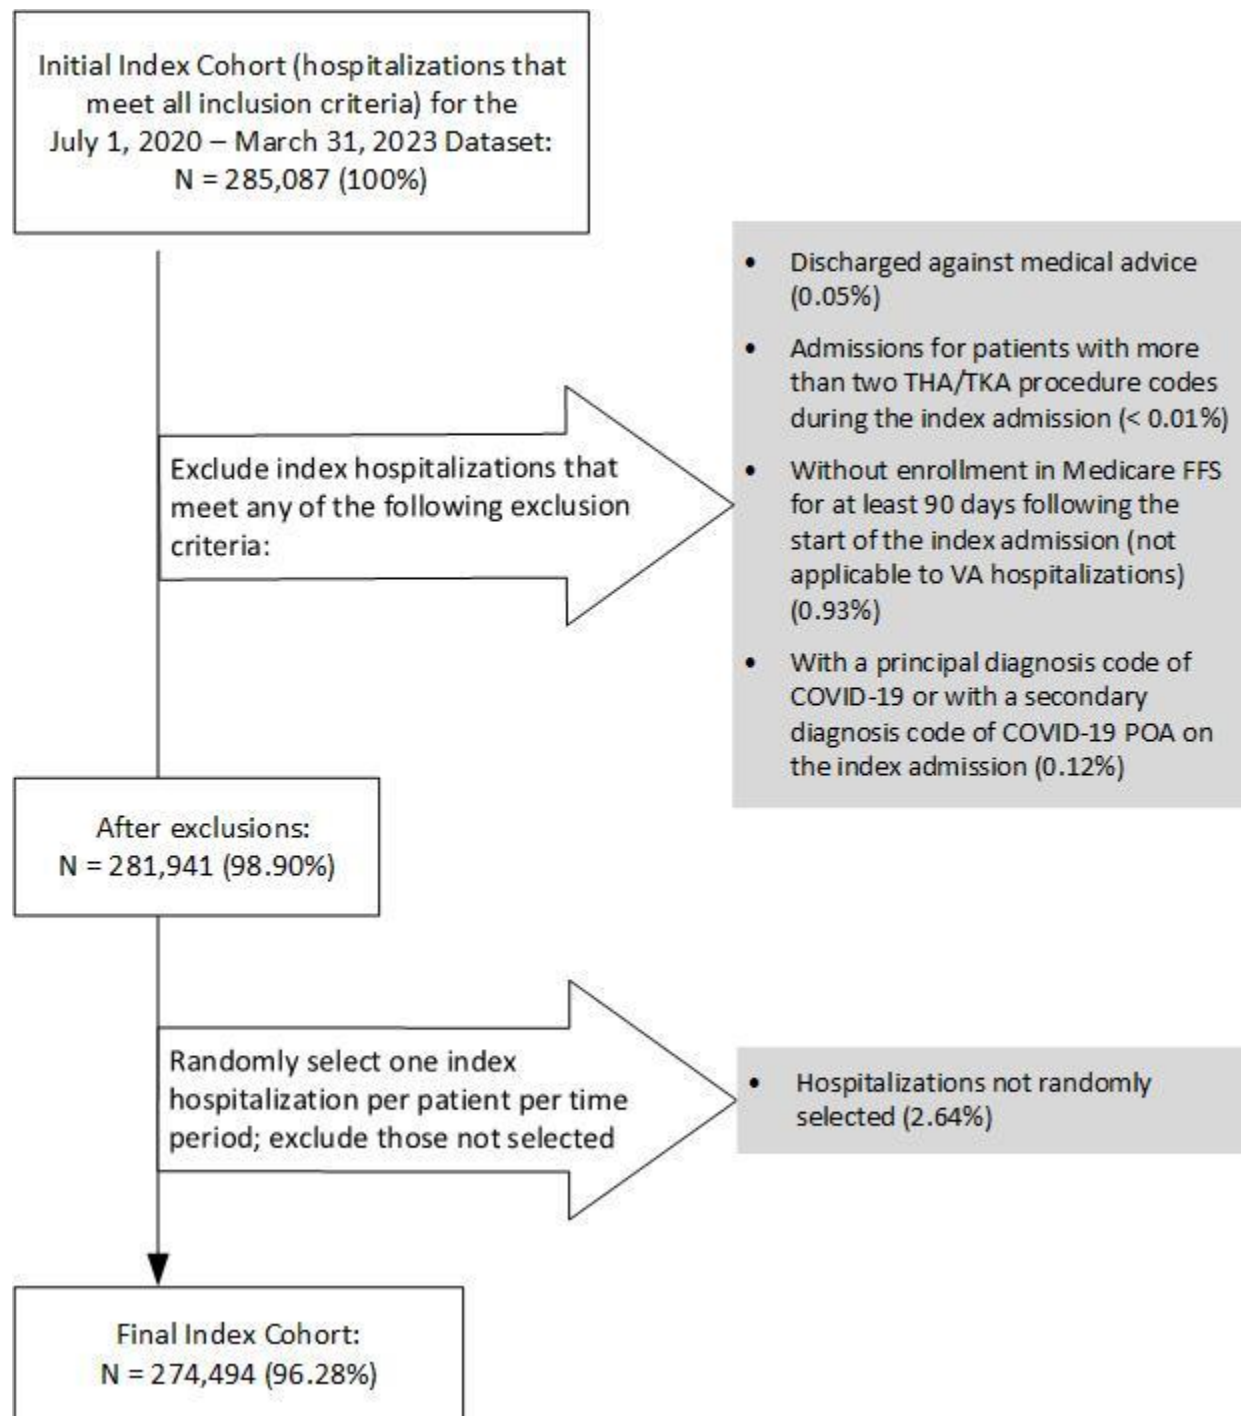 Initial Index Cohort (hospitalizations that
meet all inclusion criteria) for the
July 1, 2020 – March 31, 2023 Dataset:
N = 285,087 (100%)
Exclude index hospitalizations that
meet any of the following exclusion
criteria:
• Discharged against medical advice
(0.05%)
• Admissions for patients with more
than two THA/TKA procedure codes
during the index admission (< 0.01%)
• Without enrollment in Medicare FFS
for at least 90 days following the
start of the index admission (not
applicable to VA hospitalizations)
(0.93%)
• With a principal diagnosis code of
COVID-19 or with a secondary
diagnosis code of COVID-19 POA on
the index admission (0.12%)
After exclusions:
N = 281,941 (98.90%)
Randomly select one index
hospitalization per patient per time
period; exclude those not selected
• Hospitalizations not randomly
selected (2.64%)
Final Index Cohort:
N = 274,494 (96.28%)